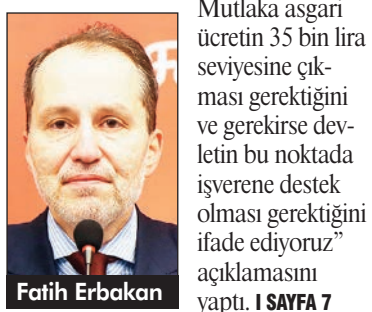 Mutlaka asgari
ücretin 35 bin lira
seviyesine çık-
ması gerektiğini
ve gerekirse dev-
letin bu noktada
işverene destek
olması gerektiğini
ifade ediyoruz”
açıklamasını
yaptı. I SAYFA 7
Fatih Erbakan